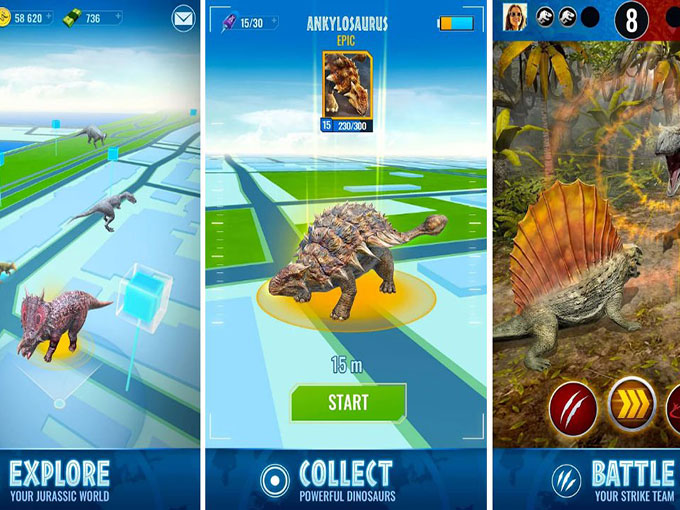 58 620
736
EXPLORE
YOUR JURASSIC WORLD
15/30
ANKYLOSAURUS
EPIC
15 230/300
15 m
START
COLLECT
POWERFUL DINOSAURS
8
BATTLE
YOUR STRIKE TEAM